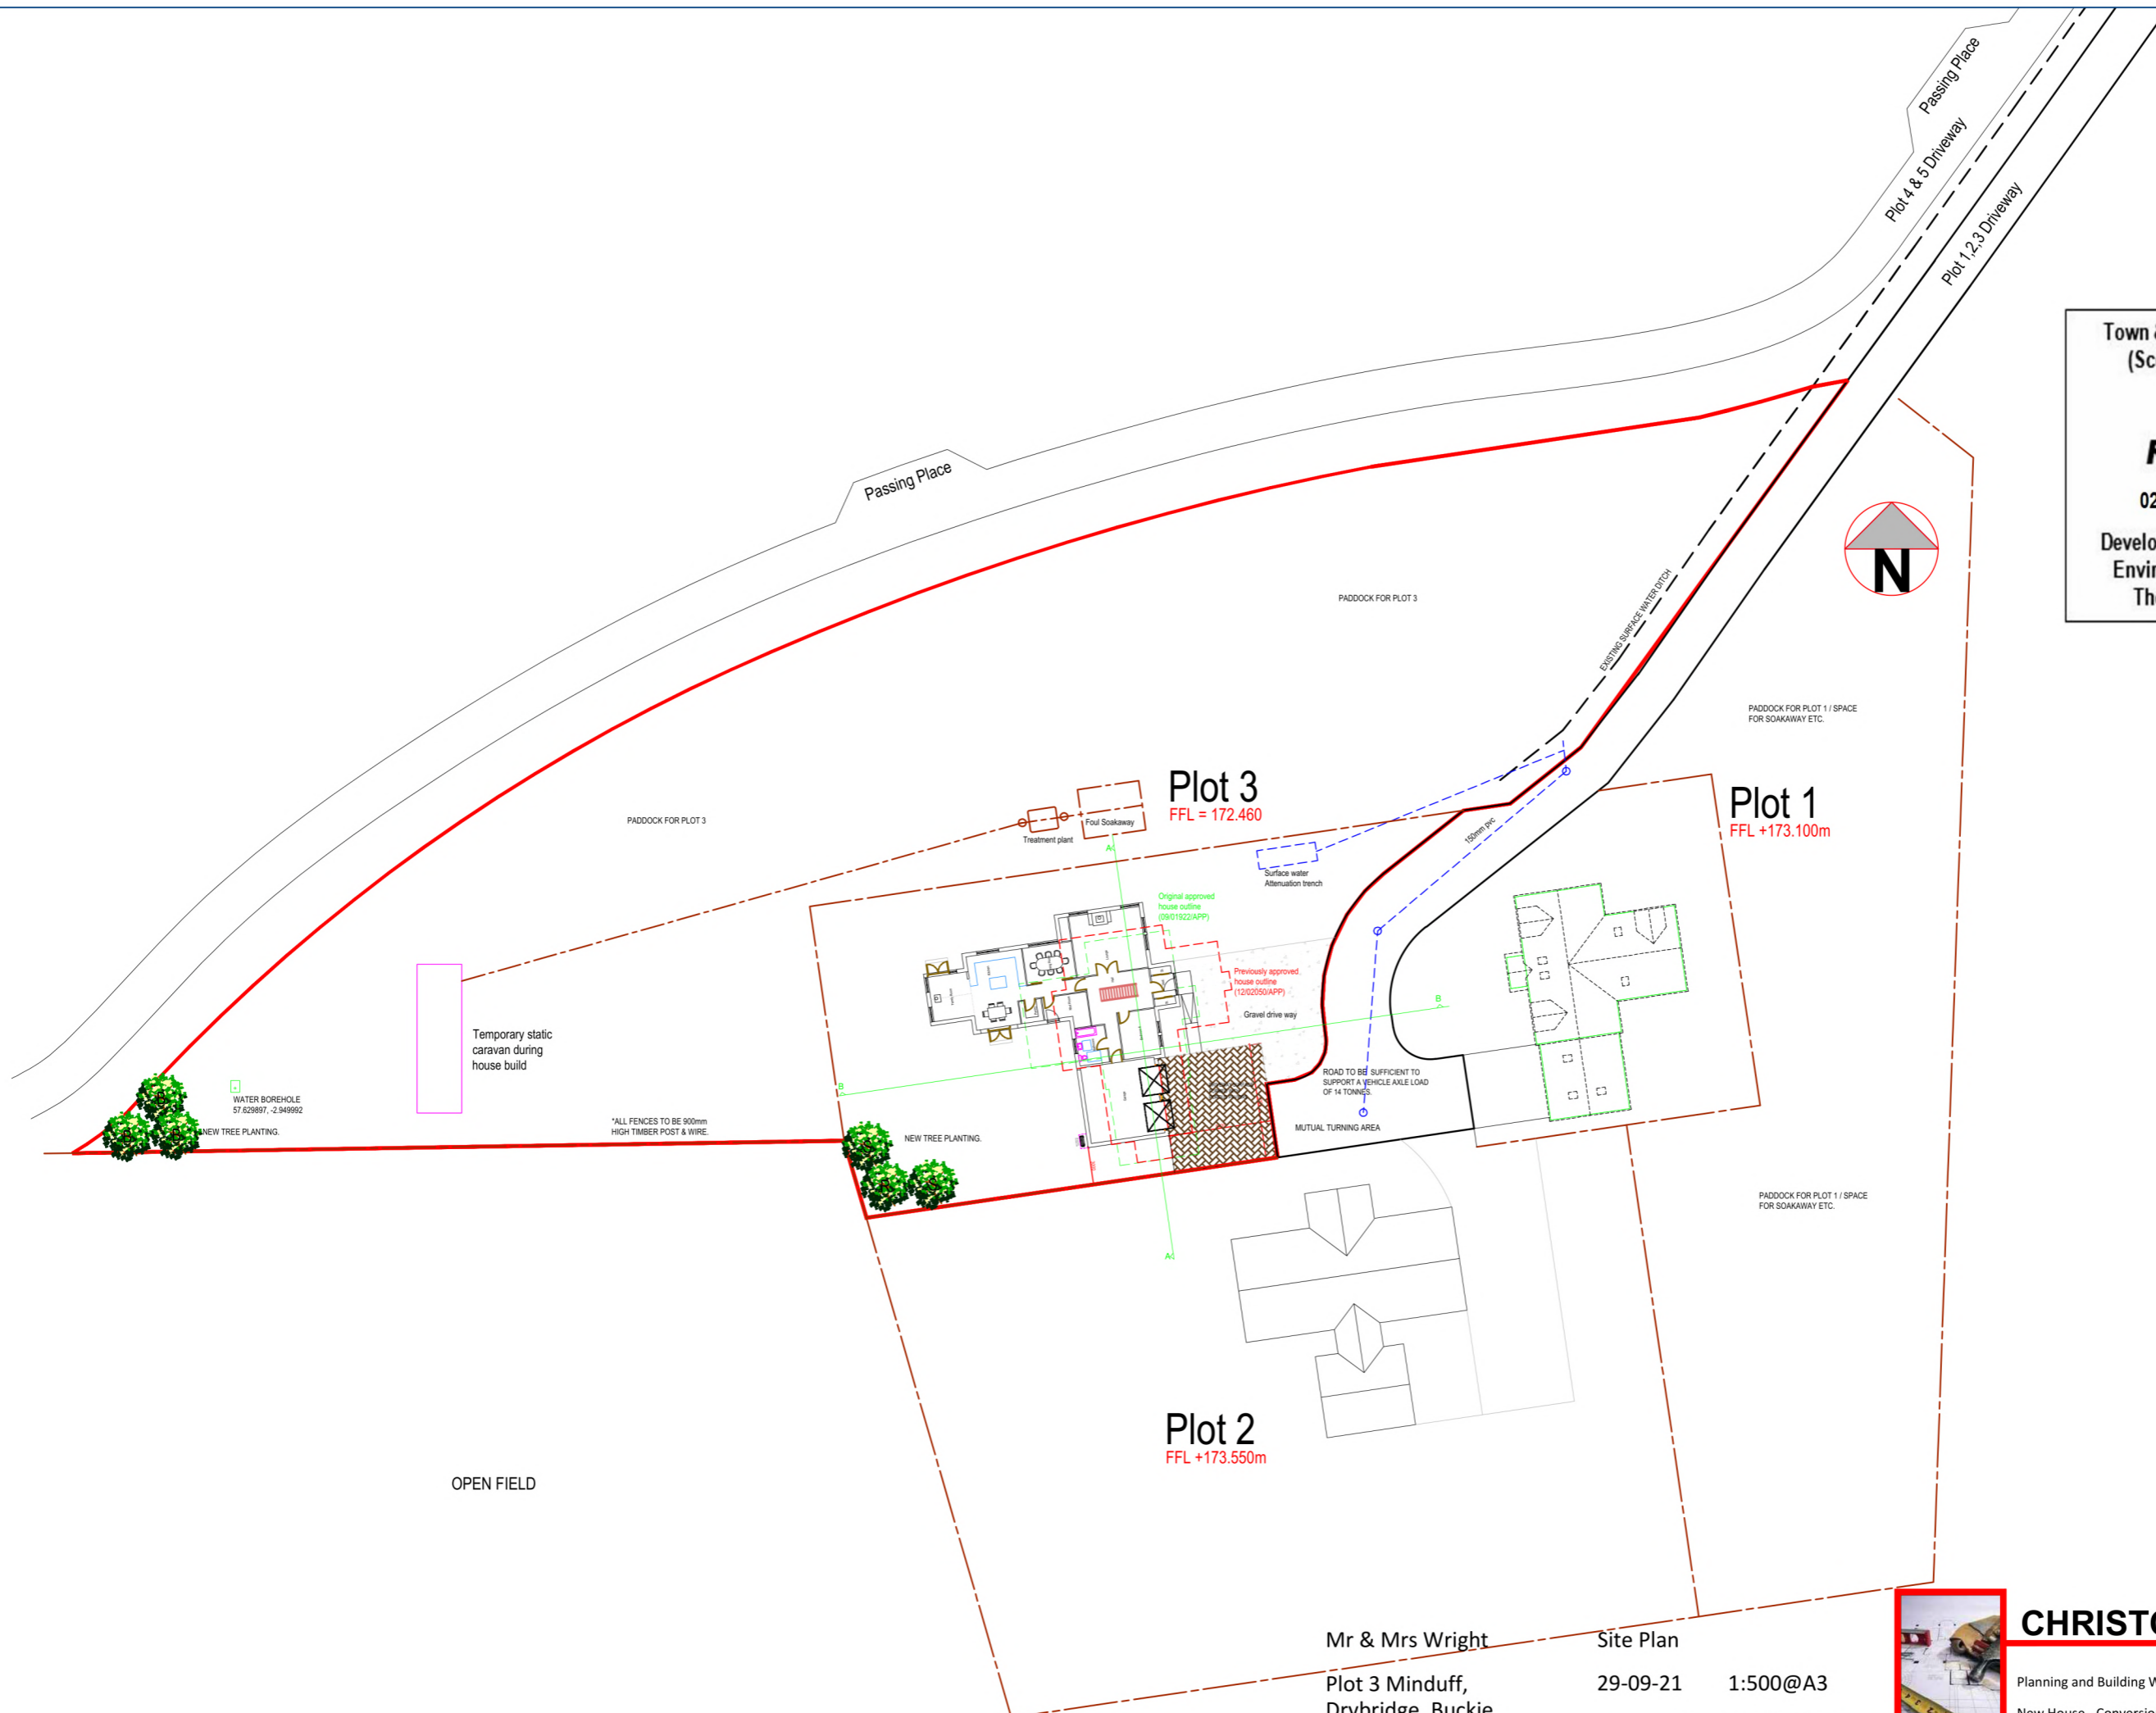 Passing Place
Plot 4 & 5 Driveway
Plot 1,2,3 Driveway
Town
(Sc
02
Develo
Envir
Th
Passing Place
N
PADDOCK FOR PLOT 3
EXISTING SURFACE WATER DITCH
PADDOCK FOR PLOT 1 / SPACE
FOR SOAKAWAY ETC.
Plot 3
FFL = 172.460
Plot 1
FFL +173.100m
PADDOCK FOR PLOT 3
Foul Soakaway
Treatment plant
150mm pvc
A
Surface water
Attenuation trench
Original approved
house outline
(09/01922/APP)
Previously approved
house outline
(12/02050/APP)
Gravel drive way
B
B
Temporary static
caravan during
house build
WATER BOREHOLE
57.629897, -2.949992
NEW TREE PLANTING.
*ALL FENCES TO BE 900mm
HIGH TIMBER POST & WIRE.
NEW TREE PLANTING.
ROAD TO BE SUFFICIENT TO
SUPPORT A VEHICLE AXLE LOAD
OF 14 TONNES.
MUTUAL TURNING AREA
A
PADDOCK FOR PLOT 1 / SPACE
FOR SOAKAWAY ETC.
Plot 2
FFL +173.550m
OPEN FIELD
Mr & Mrs Wright
Site Plan
Plot 3 Minduff,
Drybridge, Buckie
29-09-21
1:500@A3
CHRISTO
Planning and Building W
New House, Conversio